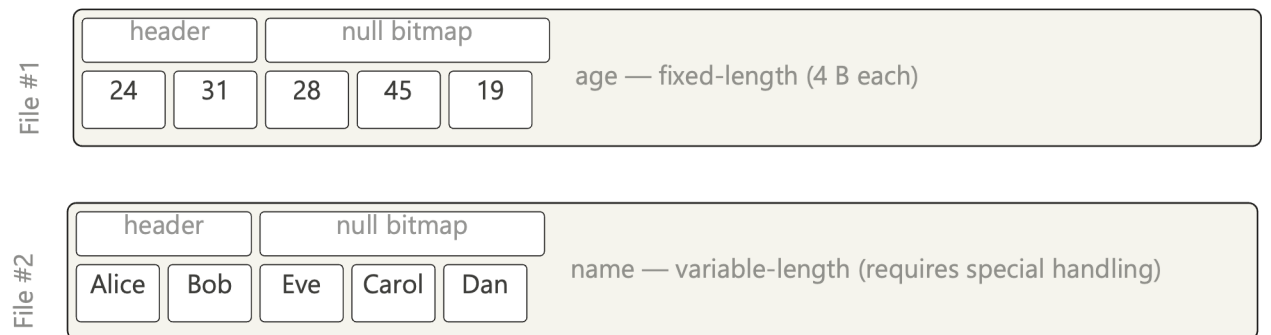 File #1
header null bitmap
24 31 28 45 19
age — fixed-length (4 B each)
File #2
header null bitmap
Alice Bob Eve Carol Dan
name — variable-length (requires special handling)